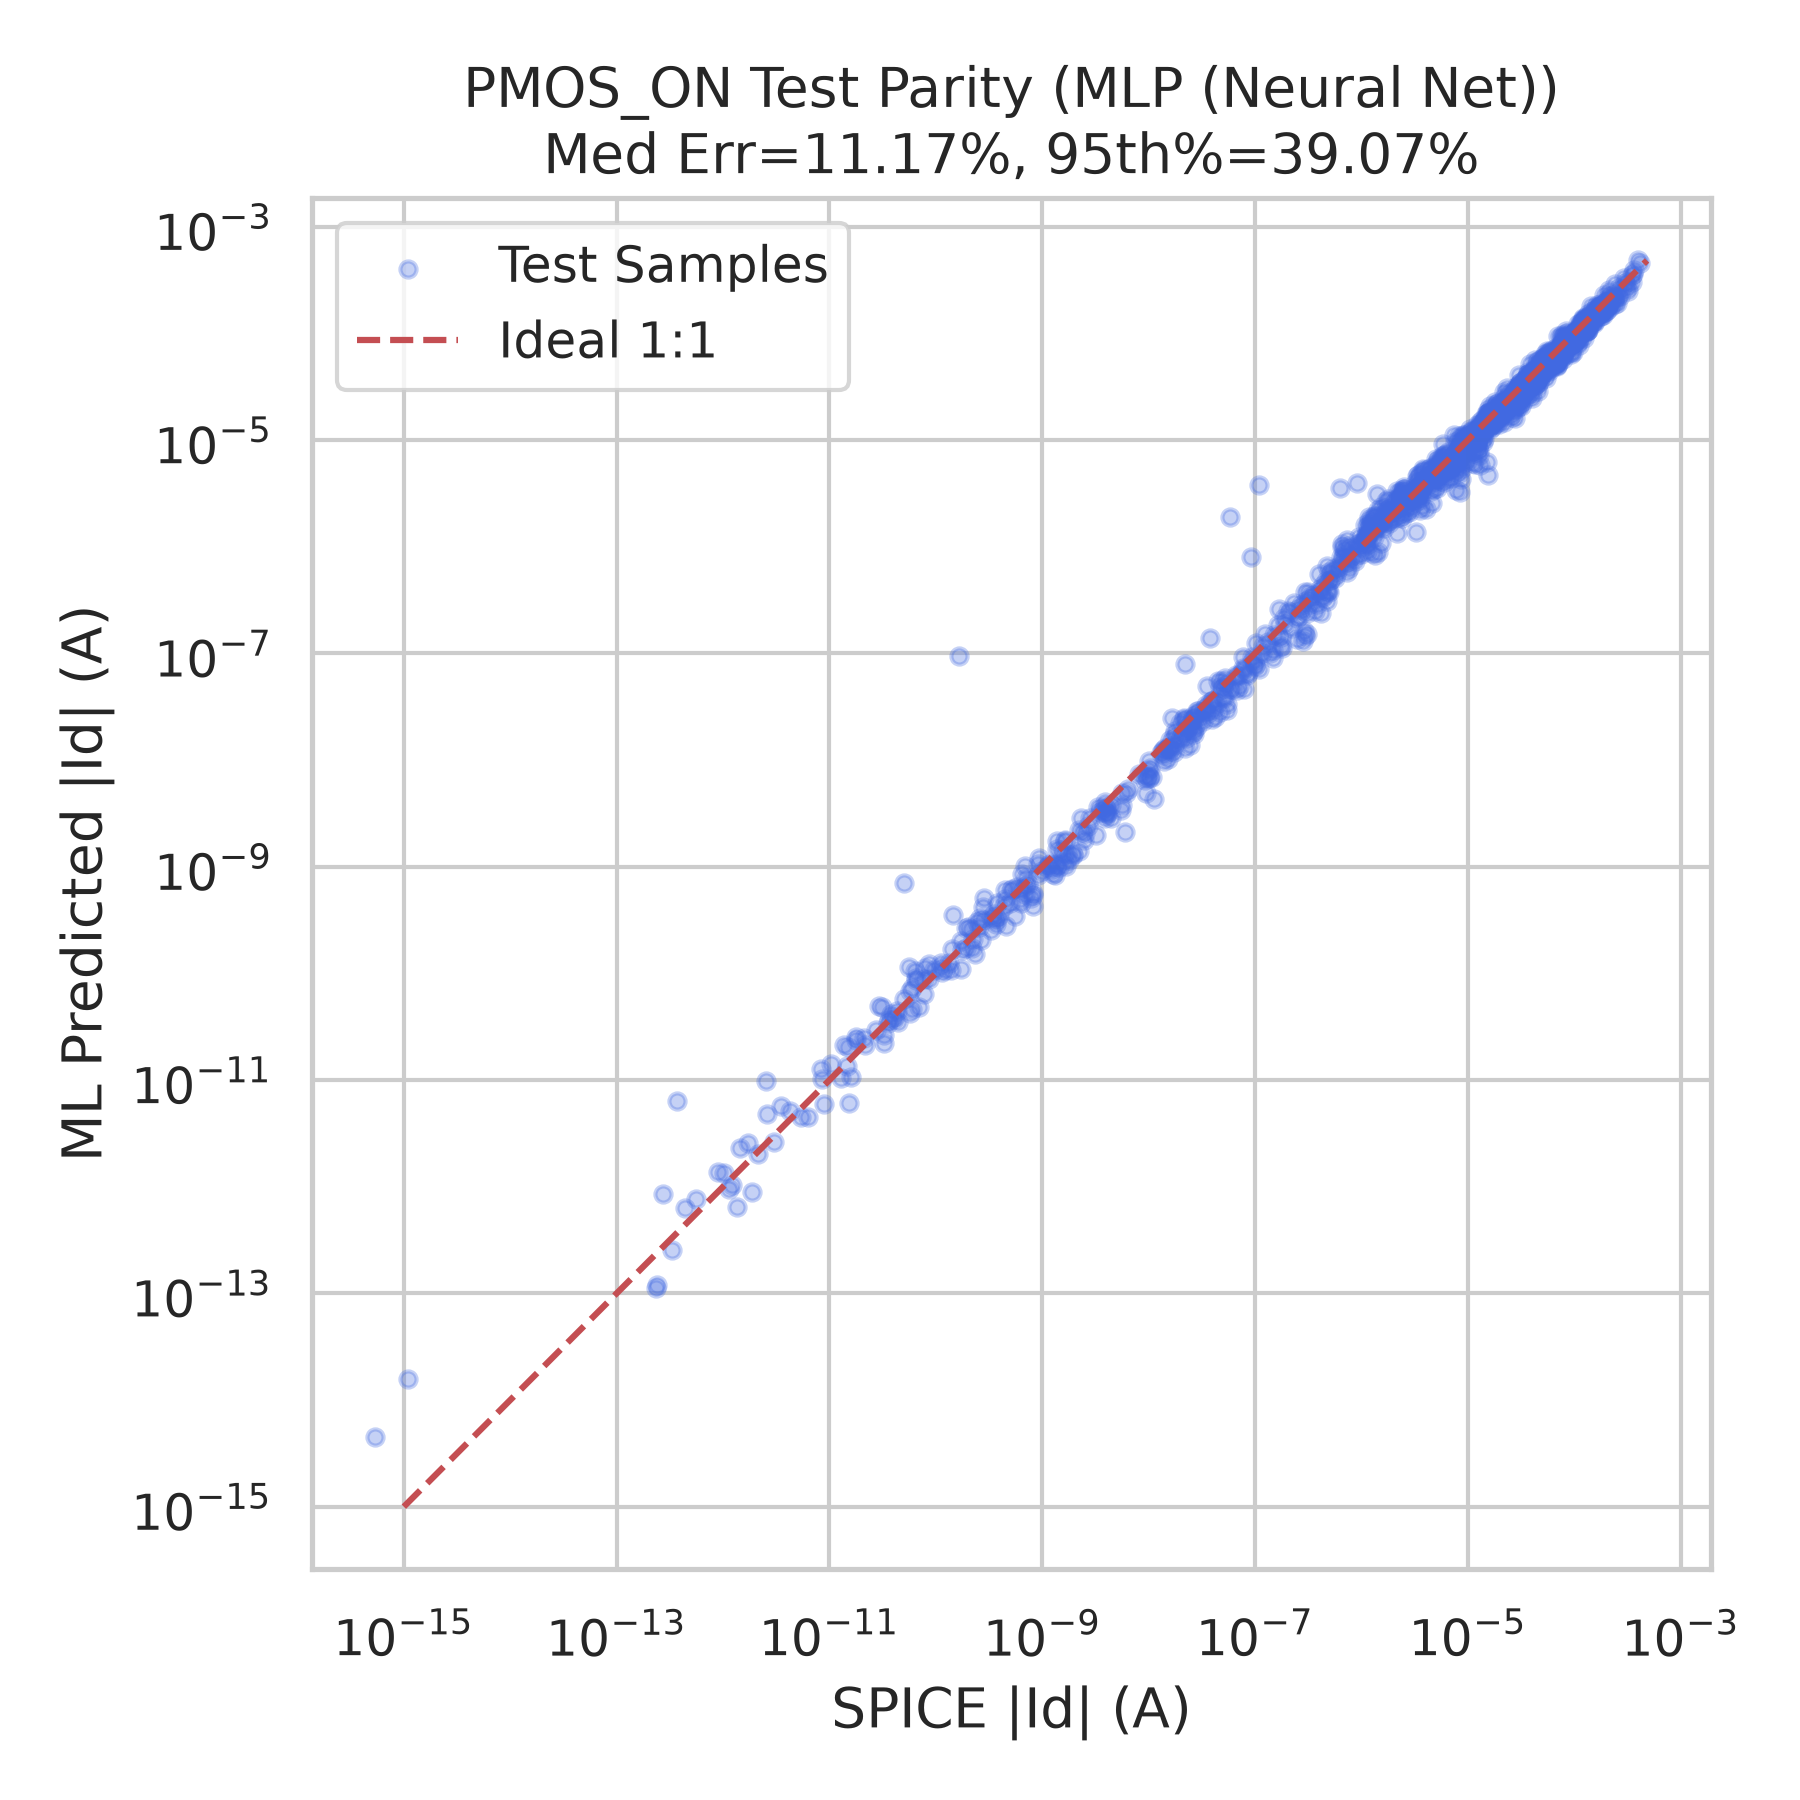 PMOS_ON Test Parity (MLP (Neural Net))
Med Err=11.17%, 95th%=39.07%
Test Samples
Ideal 1:1
ML Predicted |Id| (A)
10⁻³
10⁻⁵
10⁻⁷
10⁻⁹
10⁻¹¹
10⁻¹³
10⁻¹⁵
10⁻¹⁵ 10⁻¹³ 10⁻¹¹ 10⁻⁹ 10⁻⁷ 10⁻⁵ 10⁻³
SPICE |Id| (A)